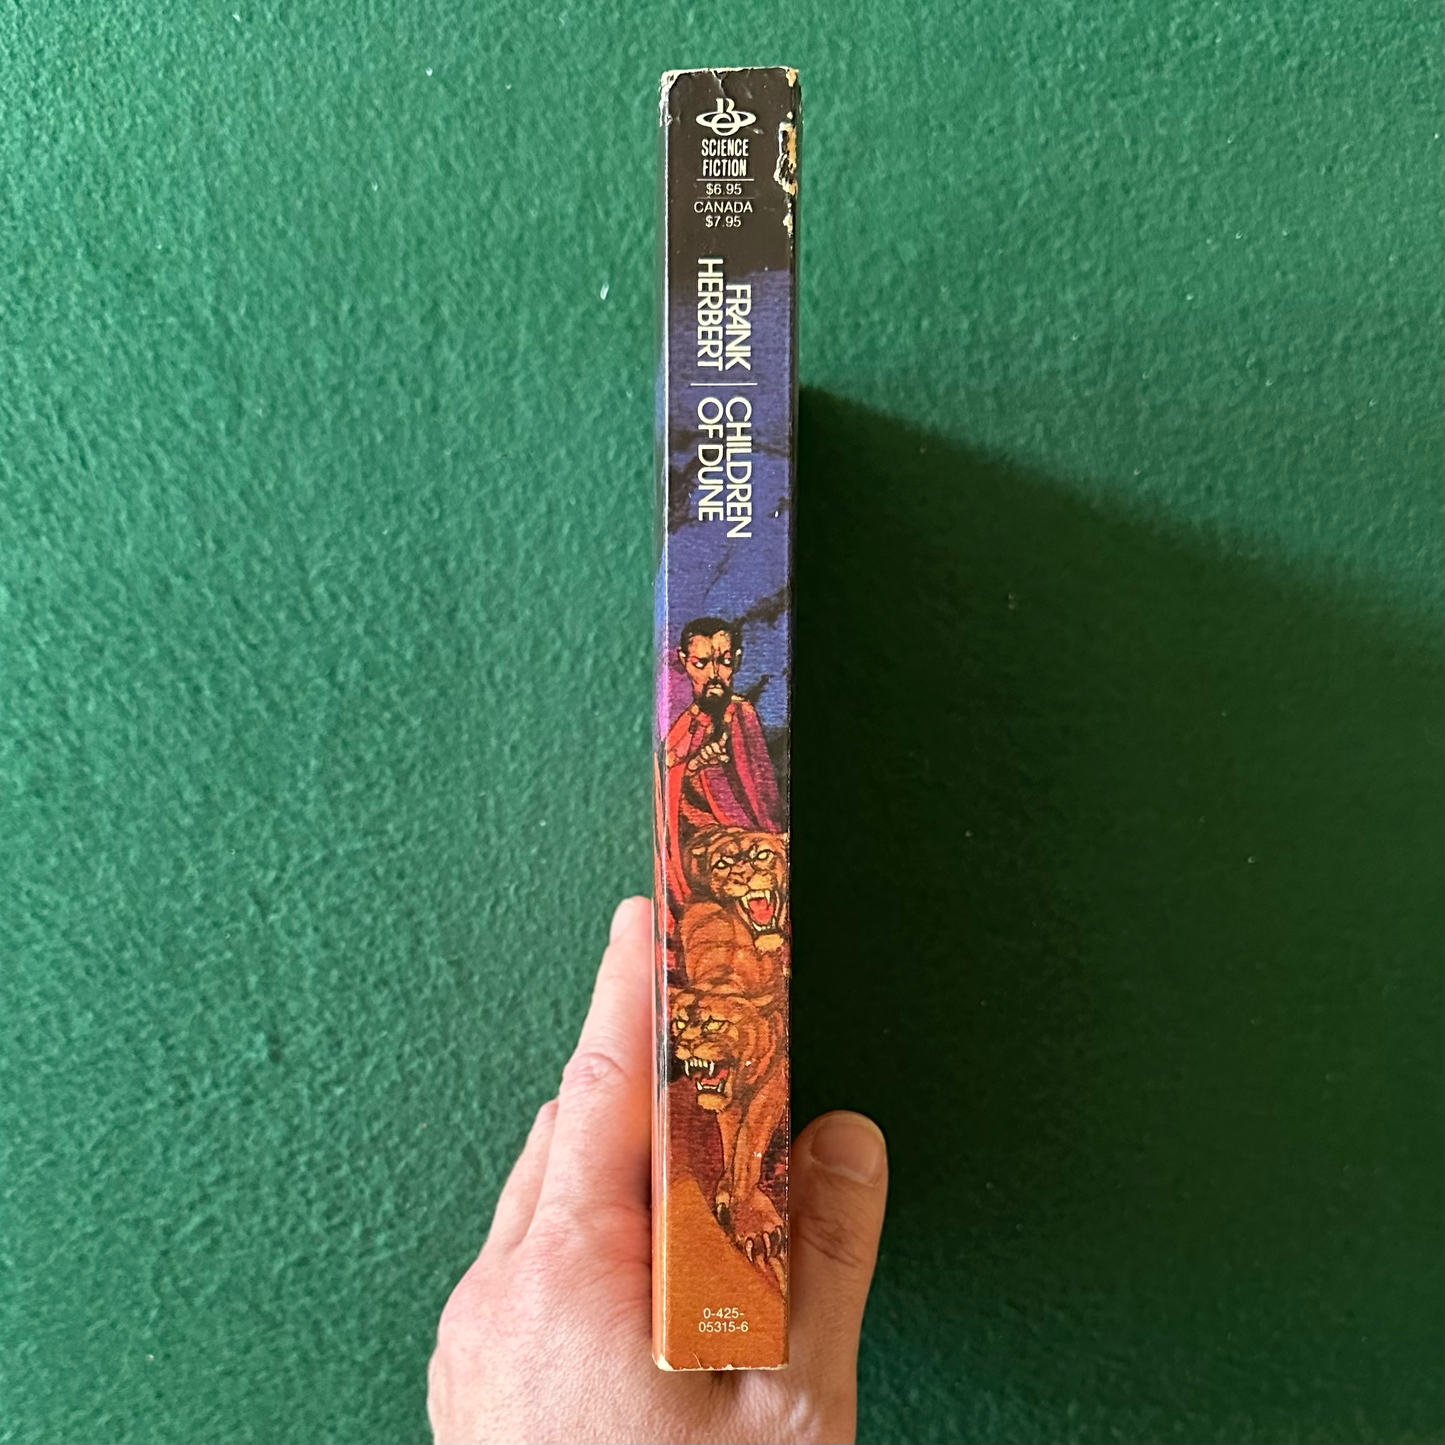 B
SCIENCE
FICTION
$6.95
CANADA
$7.95
FRANK
HERBERT
CHILDREN
OF DUNE
0-425-
05315-6